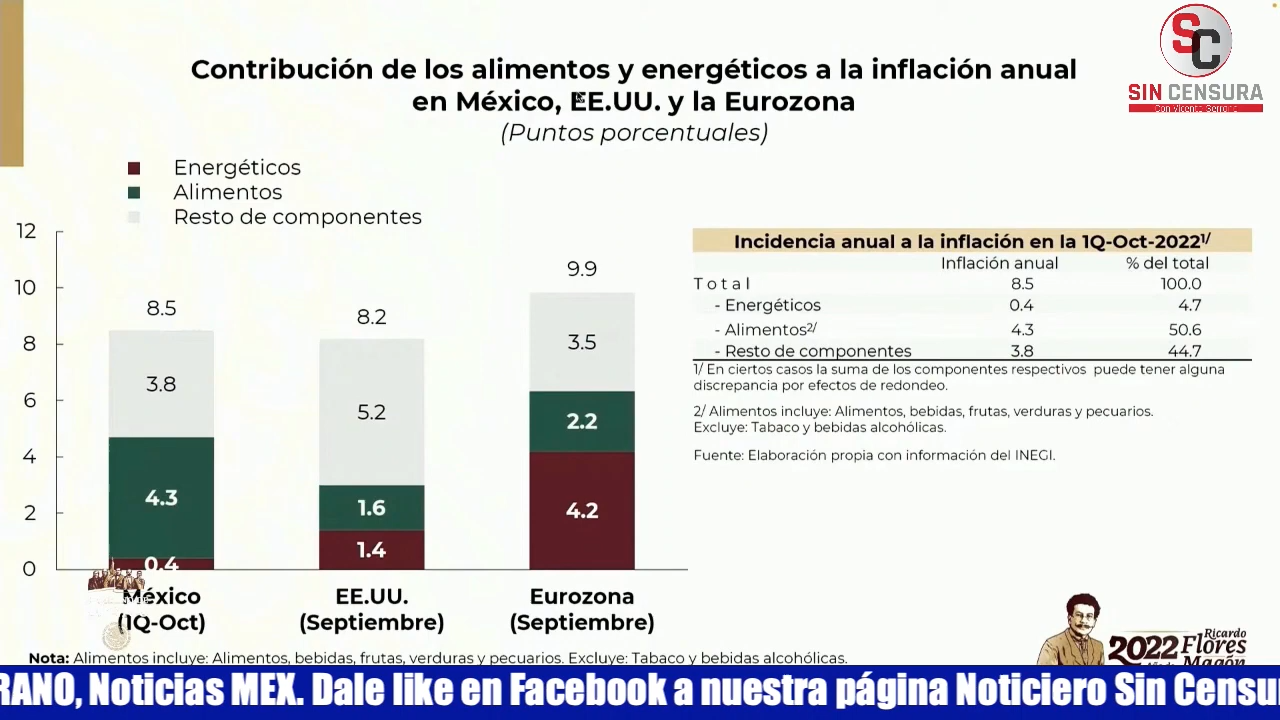 Contribución de los alimentos y energéticos a la inflación anual
en México, EE.UU. y la Eurozona
(Puntos porcentuales)
SC
SIN CENSURA
Con Vicente Serrano
Energéticos
Alimentos
Resto de componentes
12
10
8
6
4
2
0
8.5
3.8
4.3
0.4
8.2
5.2
1.6
1.4
9.9
3.5
2.2
4.2
México
(1Q-Oct)
EE.UU.
(Septiembre)
Eurozona
(Septiembre)
Incidencia anual a la inflación en la 1Q-Oct-2022 1/
Inflación anual % del total
Total 8.5 100.0
- Energéticos 0.4 4.7
- Alimentos2/ 4.3 50.6
- Resto de componentes 3.8 44.7
1/ En ciertos casos la suma de los componentes respectivos puede tener alguna
discrepancia por efectos de redondeo.
2/ Alimentos incluye: Alimentos, bebidas, frutas, verduras y pecuarios.
Excluye: Tabaco y bebidas alcohólicas.
Fuente: Elaboración propia con información del INEGI.
2022 Ricardo
Flores
Magón
Nota: Alimentos incluye: Alimentos, bebidas, frutas, verduras y pecuarios. Excluye: Tabaco y bebidas alcohólicas.
RANO, Noticias MEX. Dale like en Facebook a nuestra página Noticiero Sin Censu